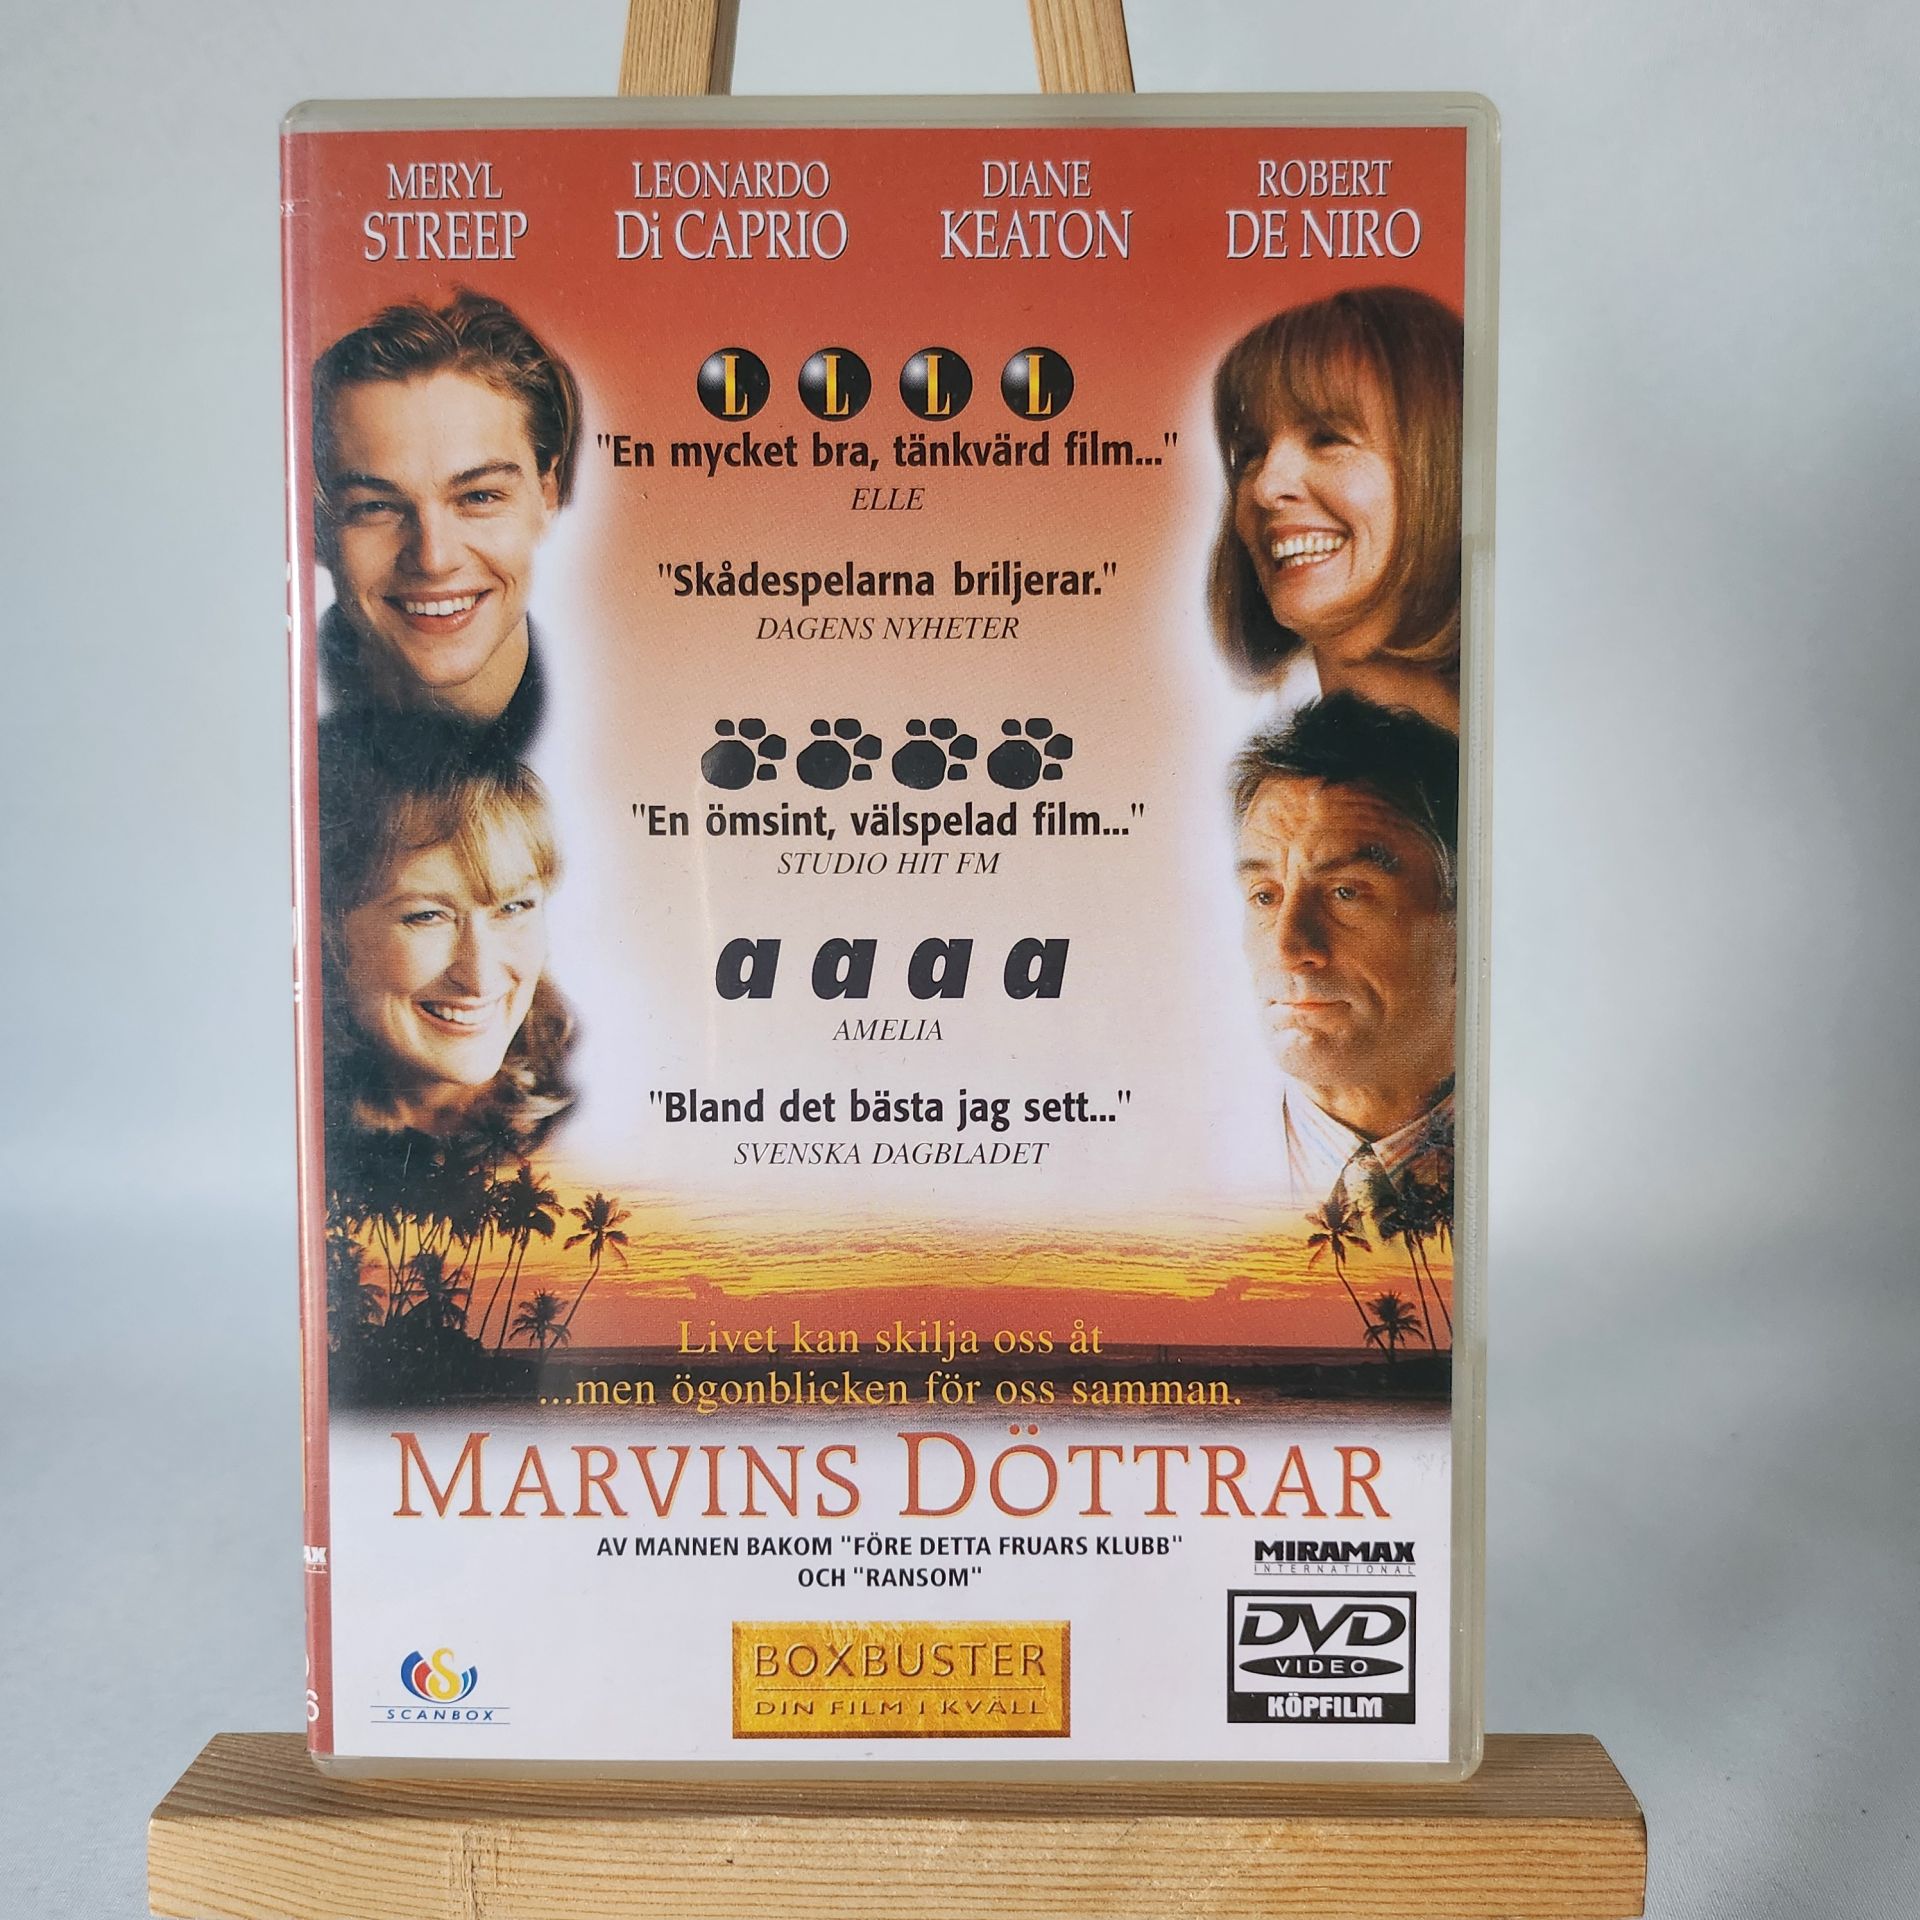 MERYL STREEP
LEONARDO Di CAPRIO
DIANE KEATON
ROBERT DE NIRO
L L L L
"En mycket bra, tänkvärd film..."
ELLE
"Skådespelarna briljerar."
DAGENS NYHETER
"En ömsint, välspelad film..."
STUDIO HIT FM
a a a a
AMELIA
"Bland det bästa jag sett..."
SVENSKA DAGBLADET
Livet kan skilja oss åt
...men ögonblicken för oss samman.
MARVINS DÖTTRAR
AV MANNEN BAKOM "FÖRE DETTA FRUARS KLUBB"
OCH "RANSOM"
MIRAMAX
INTERNATIONAL
DVD
VIDEO
KÖPFILM
BOXBUSTER
DIN FILM I KVÄLL
S
SCANBOX